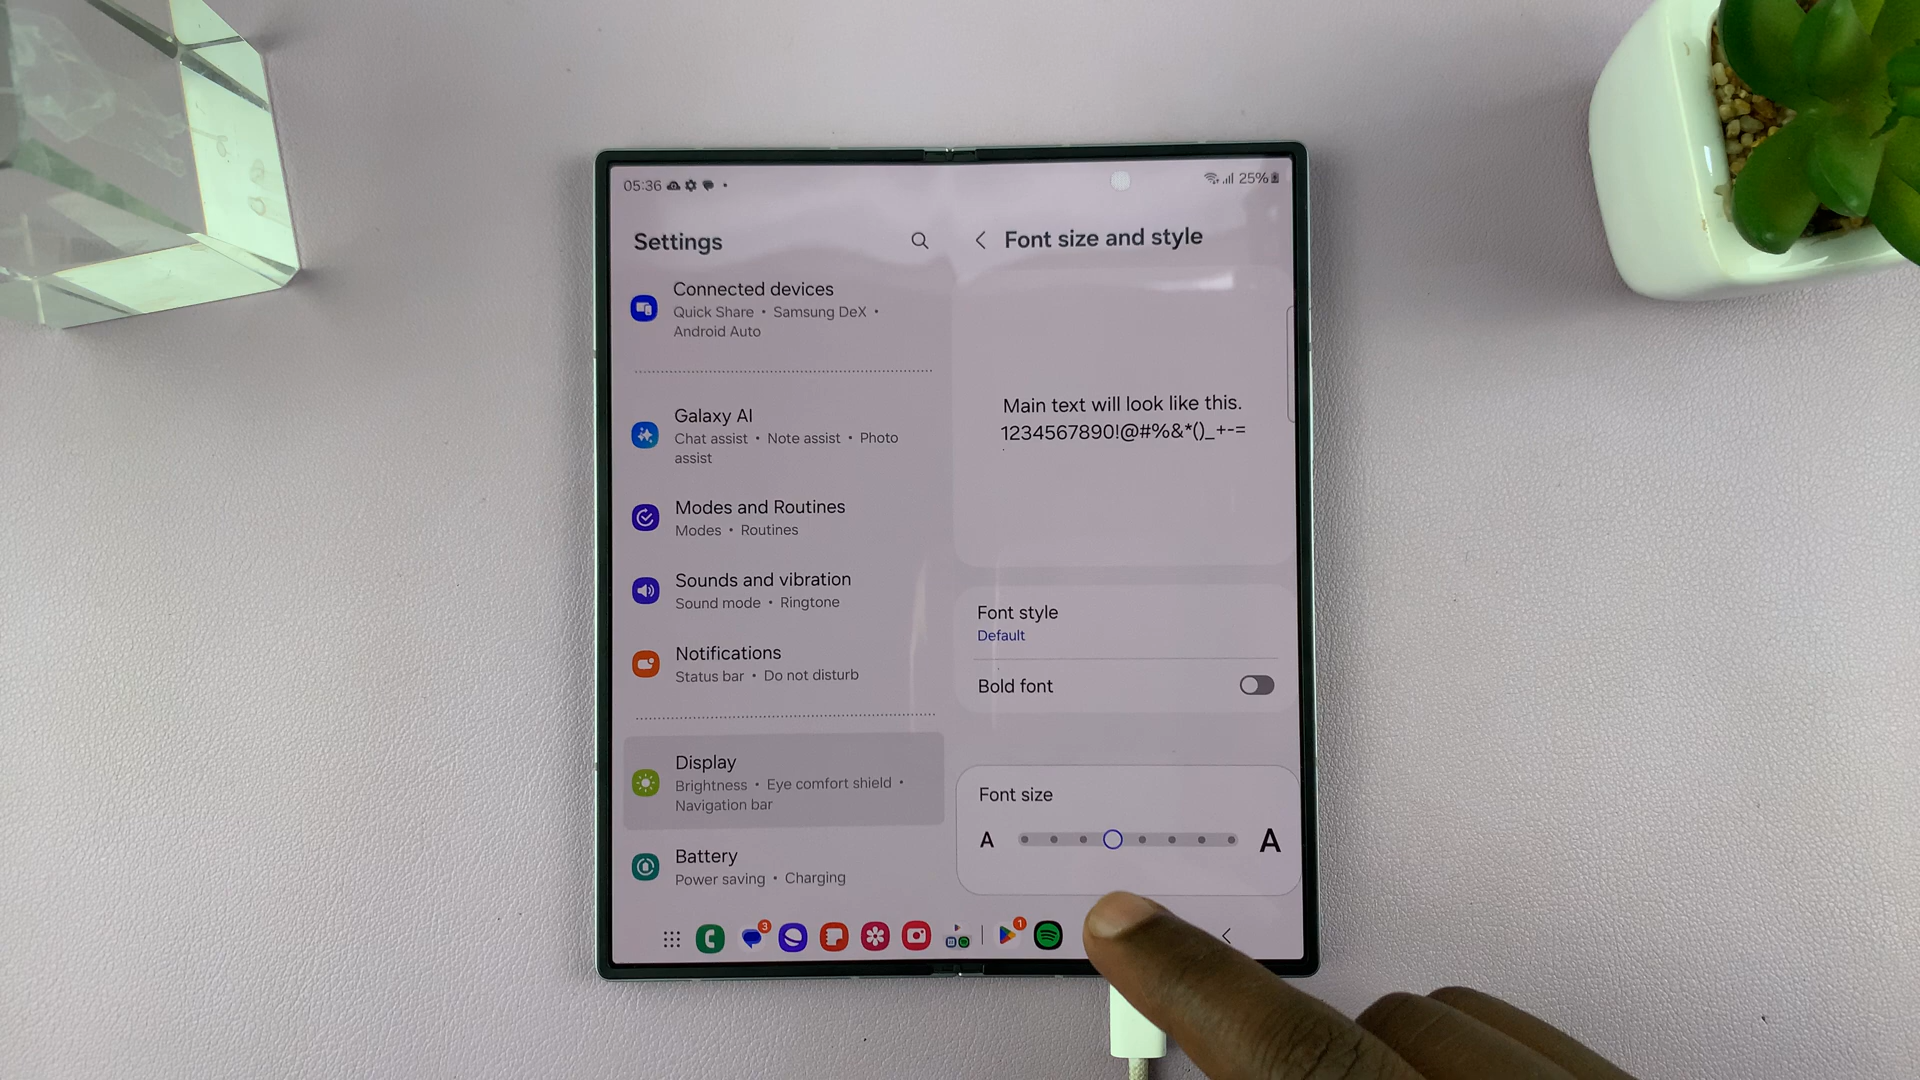 05:36
25%
Settings
Connected devices
Quick Share • Samsung DeX •
Android Auto
Galaxy AI
Chat assist • Note assist • Photo
assist
Modes and Routines
Modes • Routines
Sounds and vibration
Sound mode • Ringtone
Notifications
Status bar • Do not disturb
Display
Brightness • Eye comfort shield •
Navigation bar
Battery
Power saving • Charging
3
1
Font size and style
Main text will look like this.
1234567890!@#%&*()_+-=
Font style
Default
Bold font
Font size
A A